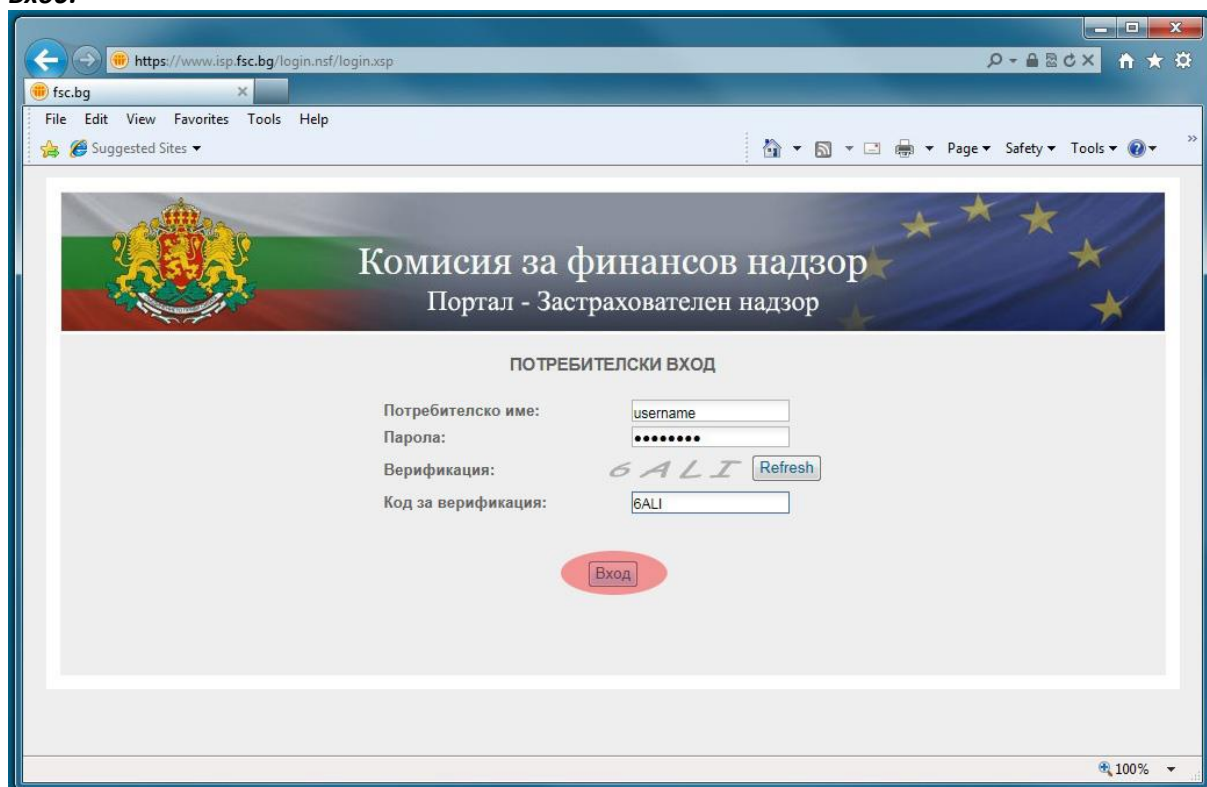 Вход.
https://www.isp.fsc.bg/login.nsf/login.xsp
fsc.bg
File Edit View Favorites Tools Help
Suggested Sites
Page Safety Tools
Комисия за финансов надзор
Портал - Застрахователен надзор
ПОТРЕБИТЕЛСКИ ВХОД
Потребителско име: username
Парола: ••••••••
Верификация: 6ALI Refresh
Код за верификация: 6ALI
Вход
100%